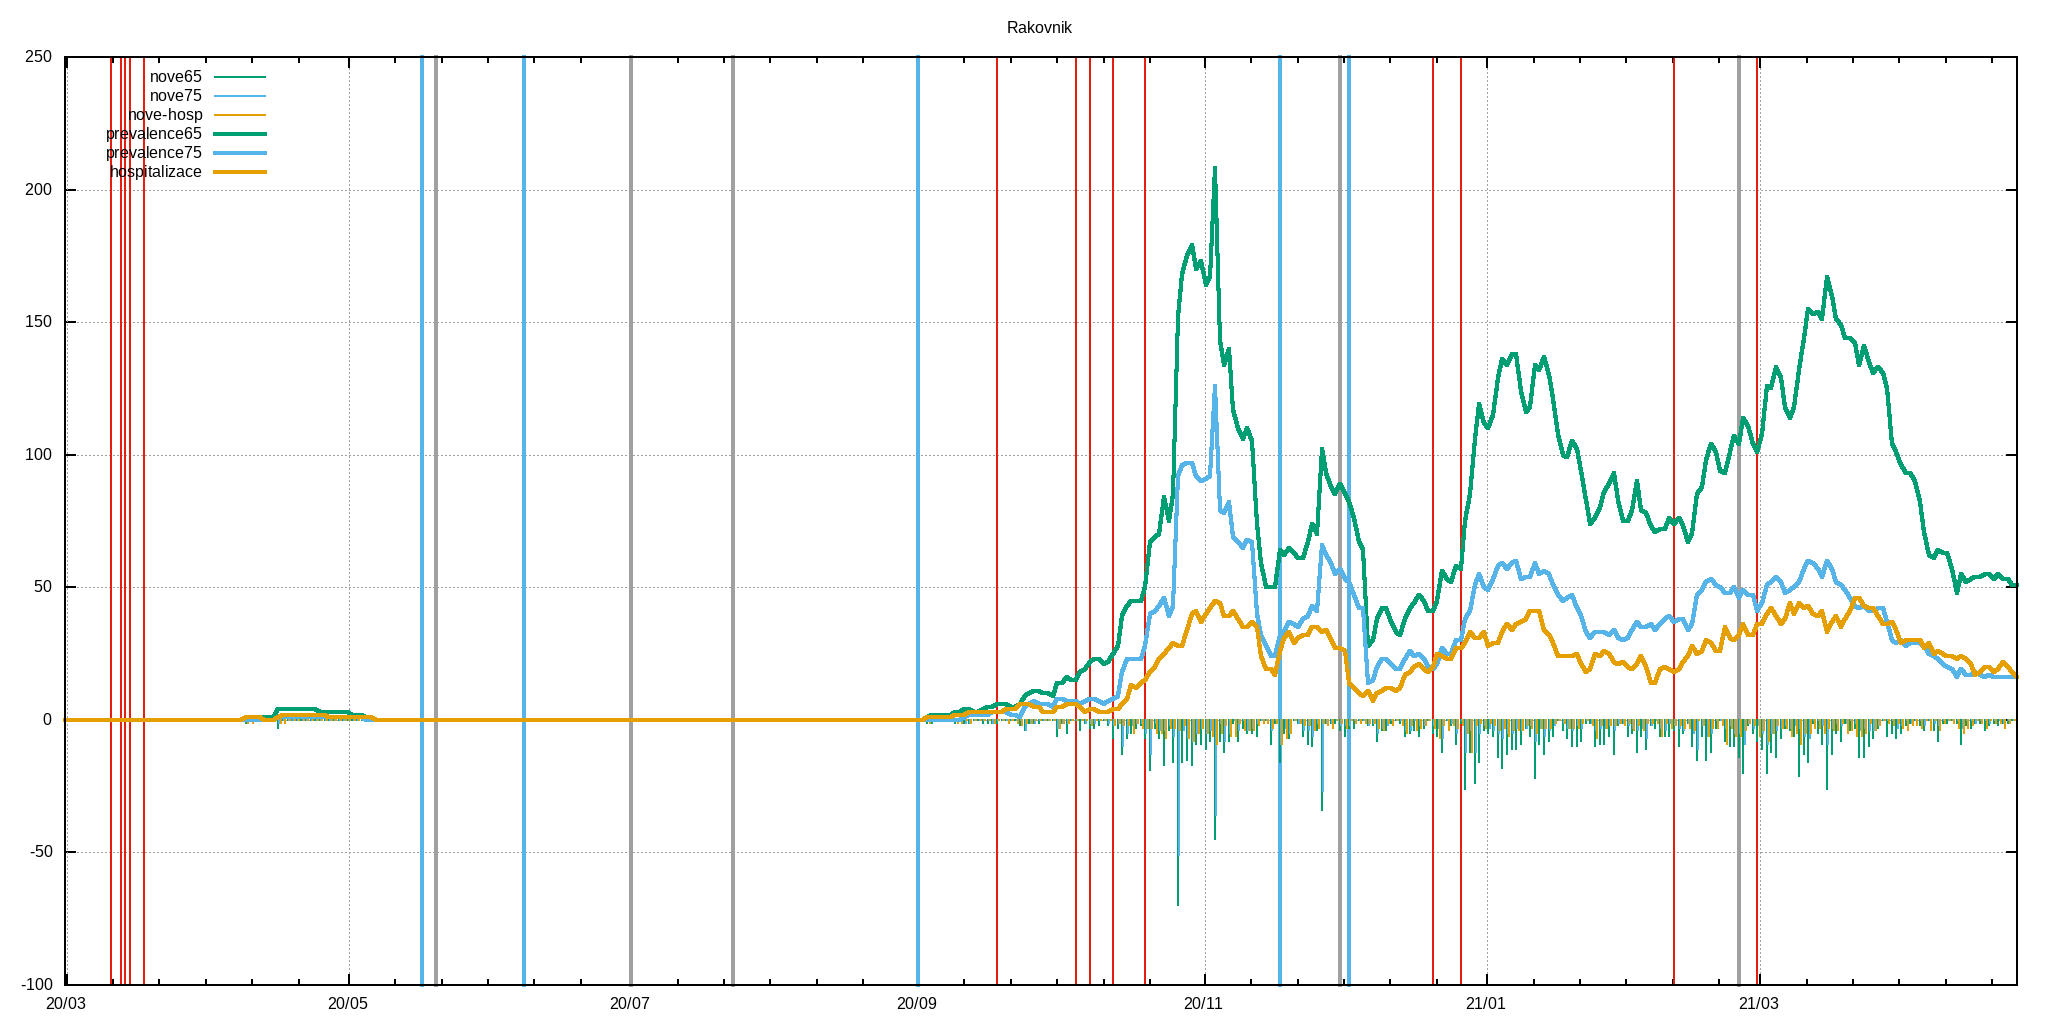 Rakovnik
250
200
150
100
50
0
-50
-100
nove65
nove75
nove-hosp
prevalence65
prevalence75
hospitalizace
20/03 20/05 20/07 20/09 20/11 21/01 21/03